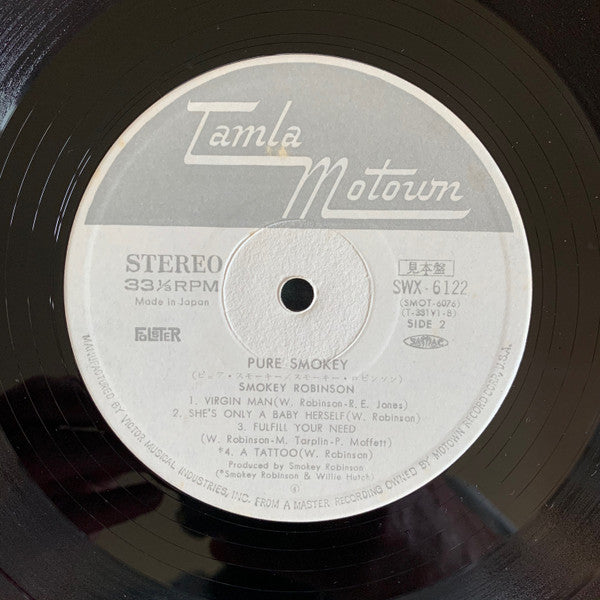 Tamla
Motown
STEREO
33⅓RPM
Made in Japan
見本盤
SWX-6122
(SMOT-6076)
(T-331V1-B)
SIDE 2
JASRAC
PURE SMOKEY
(ピュア・スモーキー/スモーキー・ロビンソン)
SMOKEY ROBINSON
1. VIRGIN MAN(W. Robinson-R. E. Jones)
2. SHE'S ONLY A BABY HERSELF(W. Robinson)
3. FULFILL YOUR NEED
(W. Robinson-M. Tarplin-P. Moffett)
*4. A TATTOO(W. Robinson)
Produced by Smokey Robinson
(*Smokey Robinson & Willie Hutch)
MANUFACTURED BY VICTOR MUSICAL INDUSTRIES, INC. FROM A MASTER RECORDING OWNED BY MOTOWN RECORD CORP., U.S.A.